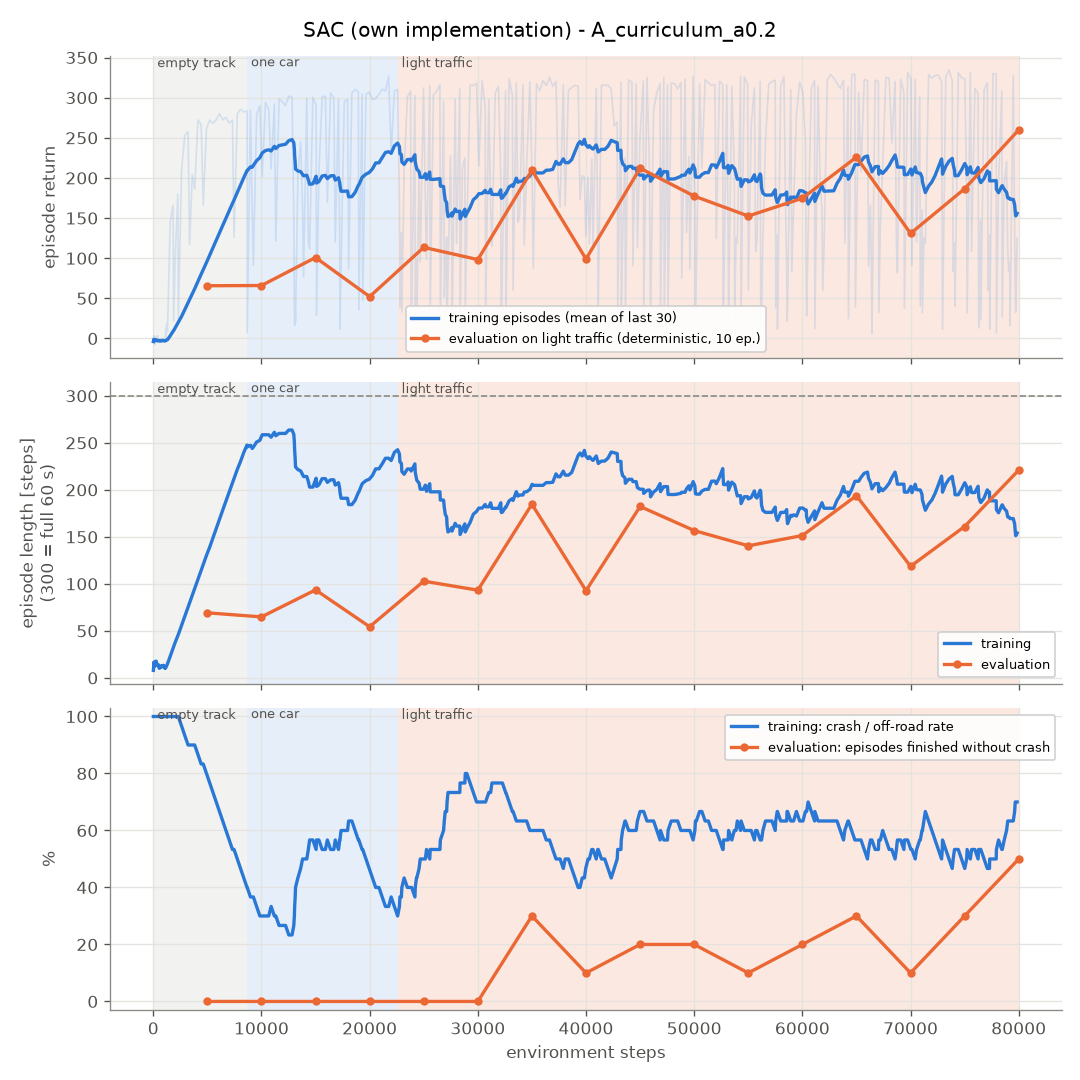 SAC (own implementation) - A_curriculum_a0.2
empty track
one car
light traffic
350
300
250
200
150
100
50
0
episode return
training episodes (mean of last 30)
evaluation on light traffic (deterministic, 10 ep.)
empty track
one car
light traffic
300
250
200
150
100
50
0
episode length [steps]
(300 = full 60 s)
training
evaluation
empty track
one car
light traffic
100
80
60
40
20
0
%
training: crash / off-road rate
evaluation: episodes finished without crash
0
10000
20000
30000
40000
50000
60000
70000
80000
environment steps